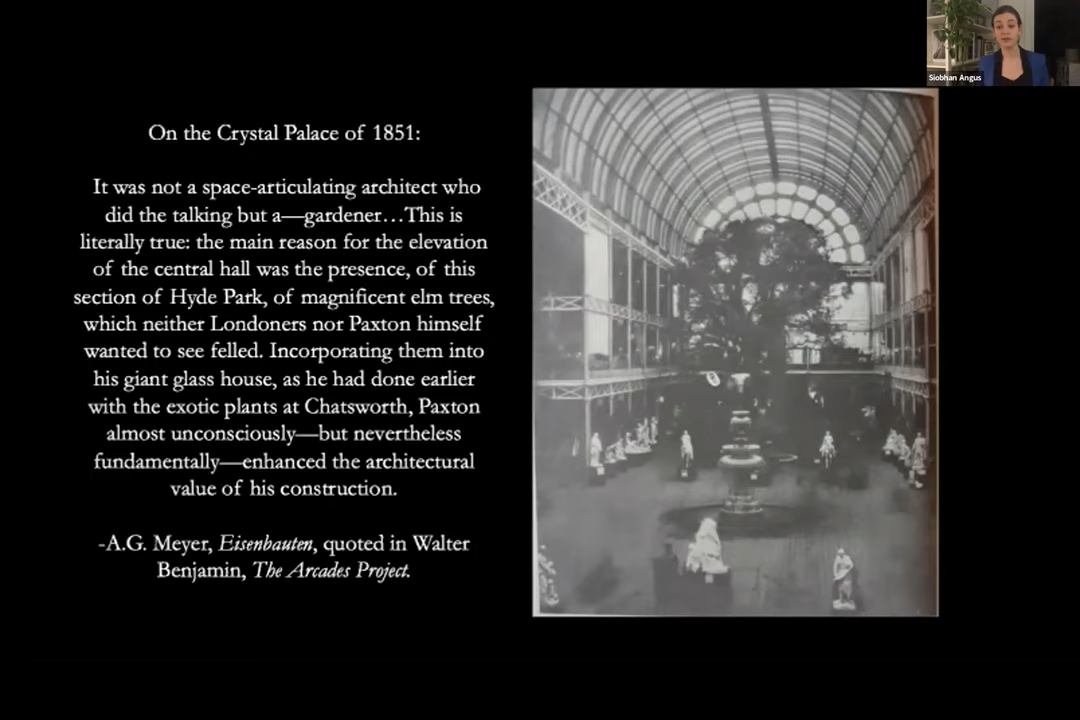 On the Crystal Palace of 1851:
It was not a space-articulating architect who
did the talking but a—gardener…This is
literally true: the main reason for the elevation
of the central hall was the presence, of this
section of Hyde Park, of magnificent elm trees,
which neither Londoners nor Paxton himself
wanted to see felled. Incorporating them into
his giant glass house, as he had done earlier
with the exotic plants at Chatsworth, Paxton
almost unconsciously—but nevertheless
fundamentally—enhanced the architectural
value of his construction.
-A.G. Meyer, Eisenbauten, quoted in Walter
Benjamin, The Arcades Project.
Siobhan Angus